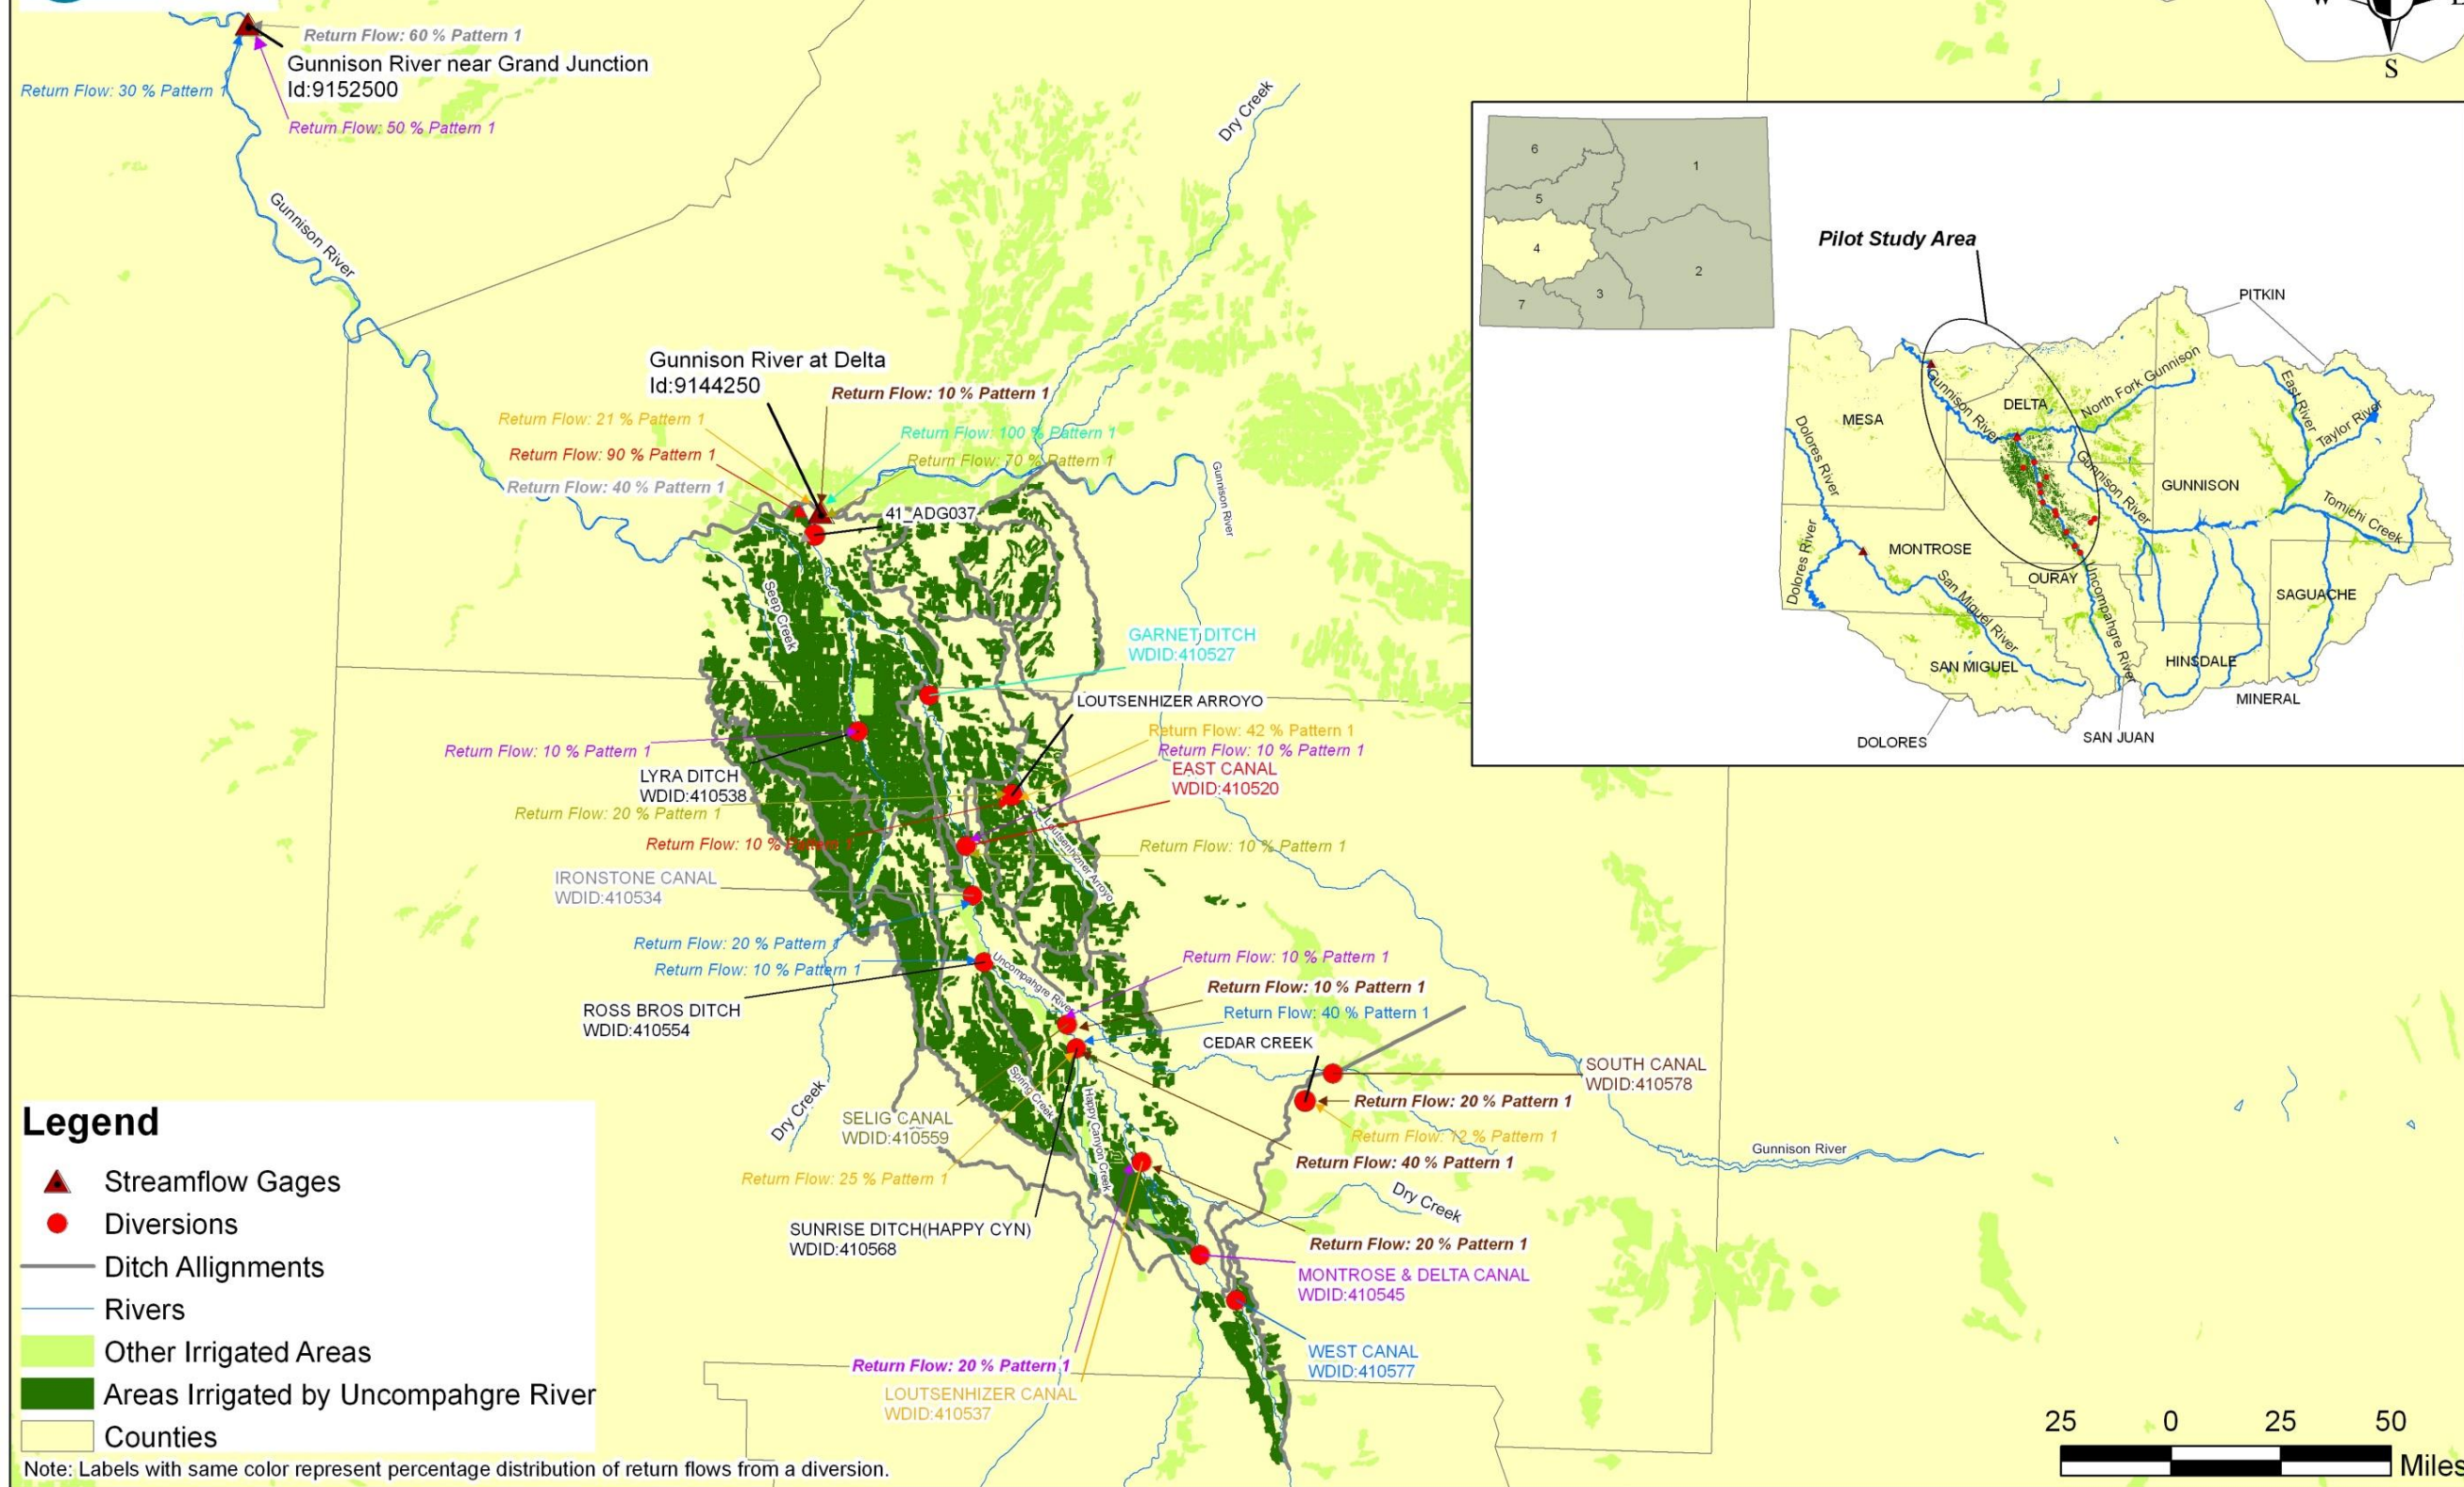 Return Flow: 60 % Pattern 1
Gunnison River near Grand Junction
Id:9152500
Return Flow: 30 % Pattern 1
Return Flow: 50 % Pattern 1
Gunnison River
Dry Creek
S
6
1
5
4
2
3
7
Pilot Study Area
PITKIN
MESA
DELTA
North Fork Gunnison
East River
Taylor River
Gunnison River
Dolores River
Gunnison River
GUNNISON
Tomichi Creek
MONTROSE
Dolores River
OURAY
San Miguel River
Uncompahgre River
SAGUACHE
SAN MIGUEL
HINSDALE
MINERAL
DOLORES
SAN JUAN
Gunnison River at Delta
Id:9144250
Return Flow: 10 % Pattern 1
Return Flow: 21 % Pattern 1
Return Flow: 100 % Pattern 1
Return Flow: 90 % Pattern 1
Return Flow: 70 % Pattern 1
Return Flow: 40 % Pattern 1
Gunnison River
41_ADG037
Seep Creek
GARNET DITCH
WDID:410527
LOUTSENHIZER ARROYO
Return Flow: 42 % Pattern 1
Return Flow: 10 % Pattern 1
Return Flow: 10 % Pattern 1
EAST CANAL
WDID:410520
LYRA DITCH
WDID:410538
Return Flow: 20 % Pattern 1
Return Flow: 10 % Pattern 1
Return Flow: 10 % Pattern 1
Loutsenhizner Arroyo
IRONSTONE CANAL
WDID:410534
Return Flow: 20 % Pattern 1
Return Flow: 10 % Pattern 1
Uncompahgre River
Return Flow: 10 % Pattern 1
Return Flow: 10 % Pattern 1
Return Flow: 40 % Pattern 1
ROSS BROS DITCH
WDID:410554
CEDAR CREEK
SOUTH CANAL
WDID:410578
Return Flow: 20 % Pattern 1
Return Flow: 12 % Pattern 1
Dry Creek
Spring Creek
Happy Canyon Creek
SELIG CANAL
WDID:410559
Return Flow: 40 % Pattern 1
Gunnison River
Return Flow: 25 % Pattern 1
Dry Creek
SUNRISE DITCH(HAPPY CYN)
WDID:410568
Return Flow: 20 % Pattern 1
MONTROSE & DELTA CANAL
WDID:410545
WEST CANAL
WDID:410577
Return Flow: 20 % Pattern 1
LOUTSENHIZER CANAL
WDID:410537
Legend
Streamflow Gages
Diversions
Ditch Allignments
Rivers
Other Irrigated Areas
Areas Irrigated by Uncompahgre River
Counties
Note: Labels with same color represent percentage distribution of return flows from a diversion.
25 0 25 50
Miles